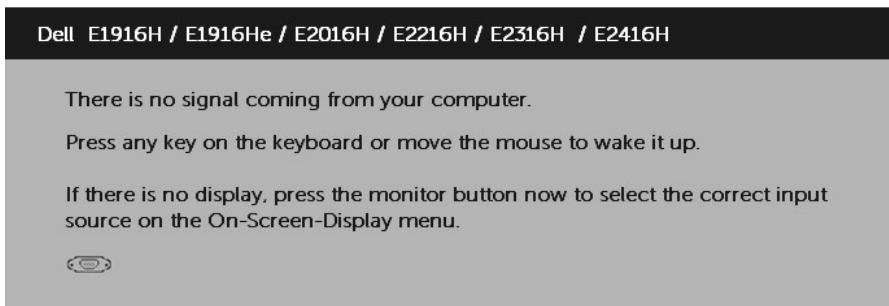 Dell E1916H / E1916He / E2016H / E2216H / E2316H / E2416H
There is no signal coming from your computer.
Press any key on the keyboard or move the mouse to wake it up.
If there is no display, press the monitor button now to select the correct input
source on the On-Screen-Display menu.